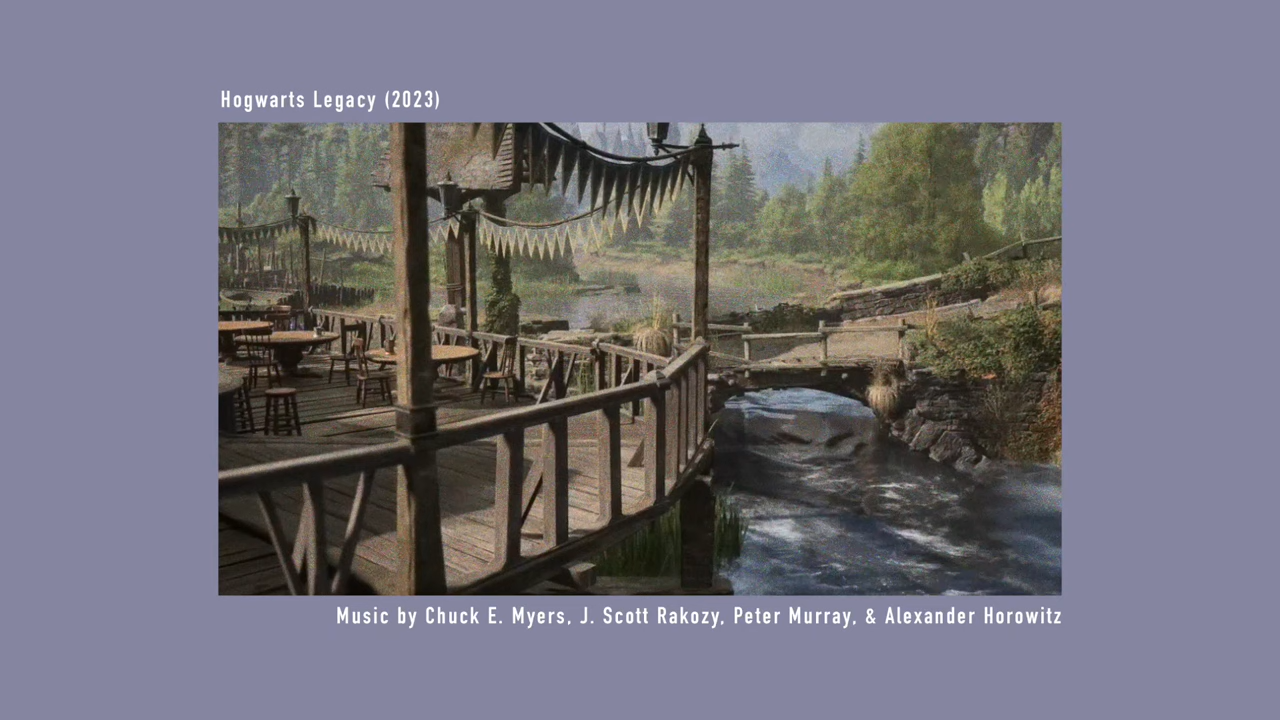 Hogwarts Legacy (2023)
Music by Chuck E. Myers, J. Scott Rakozy, Peter Murray, & Alexander Horowitz